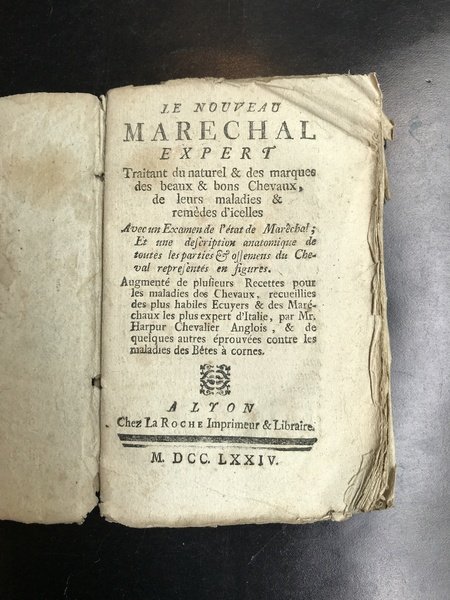 LE NOUVEAU
MARECHAL
EXPERT
Traitant du naturel & des marques
des beaux & bons Chevaux,
de leurs maladies &
remèdes d'icelles
Avec un Examen de l'état de Marêchal;
Et une description anatomique de
toutes les parties & ossemens du Che-
val representés en figures.
Augmenté de plusieurs Recettes pour
les maladies des Chevaux, recueillies
des plus habiles Ecuyers & des Maré-
chaux les plus expert d'Italie, par Mr.
Harpur Chevalier Anglois, & de
quelques autres éprouvées contre les
maladies des Bétes à cornes.
A LYON
Chez LA ROCHE Imprimeur & Libraire.
M. DCC. LXXIV.